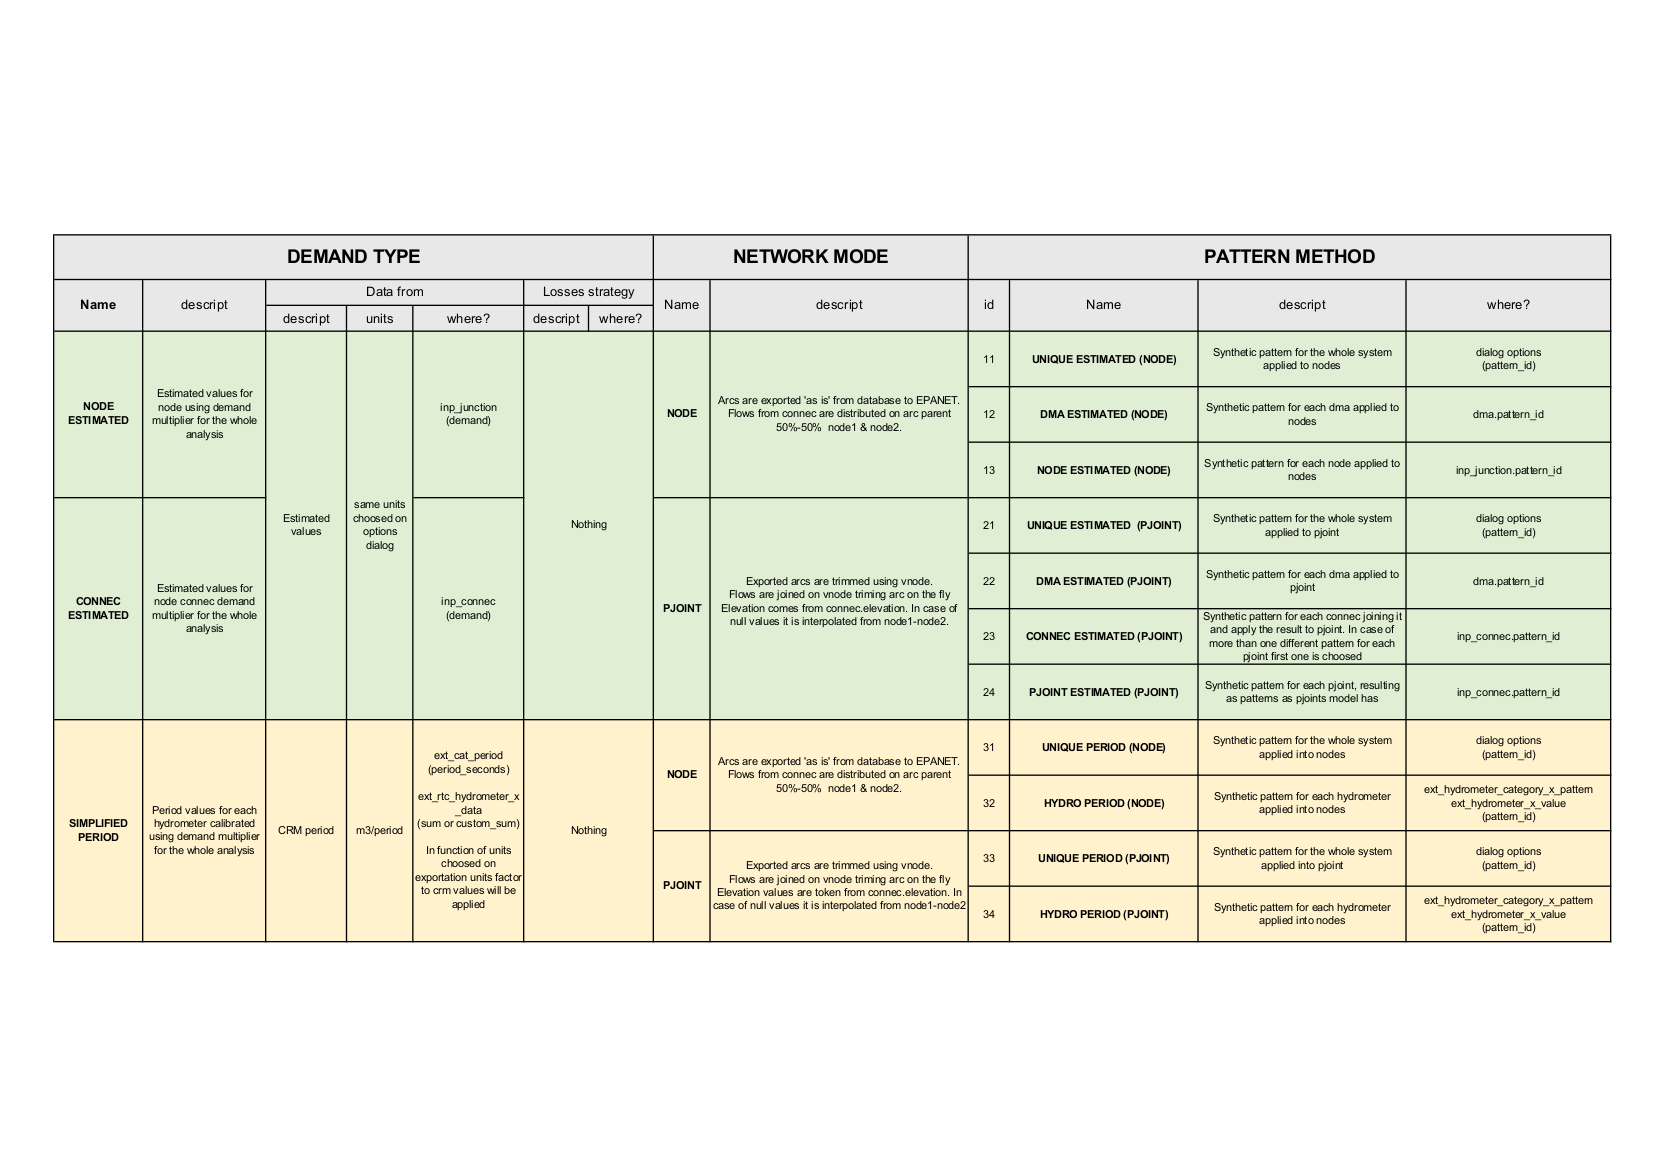 DEMAND TYPE
NETWORK MODE
PATTERN METHOD
Name
descript
Data from
Losses strategy
descript
units
where?
descript
where?
Name
descript
id
Name
descript
where?
NODE
ESTIMATED
Estimated values for
node using demand
multiplier for the whole
analysis
Estimated
values
same units
choosed on
options
dialog
inp_junction
(demand)
Nothing
NODE
Arcs are exported 'as is' from database to EPANET.
Flows from connec are distributed on arc parent
50%-50%  node1 & node2.
11
UNIQUE ESTIMATED (NODE)
Synthetic pattern for the whole system
applied to nodes
dialog options
(pattern_id)
12
DMA ESTIMATED (NODE)
Synthetic pattern for each dma applied to
nodes
dma.pattern_id
13
NODE ESTIMATED (NODE)
Synthetic pattern for each node applied to
nodes
inp_junction.pattern_id
CONNEC
ESTIMATED
Estimated values for
node connec demand
multiplier for the whole
analysis
inp_connec
(demand)
PJOINT
Exported arcs are trimmed using vnode.
Flows are joined on vnode triming arc on the fly
Elevation comes from connec.elevation. In case of
null values it is interpolated from node1-node2.
21
UNIQUE ESTIMATED  (PJOINT)
Synthetic pattern for the whole system
applied to pjoint
dialog options
(pattern_id)
22
DMA ESTIMATED (PJOINT)
Synthetic pattern for each dma applied to
pjoint
dma.pattern_id
23
CONNEC ESTIMATED (PJOINT)
Synthetic pattern for each connec joining it
and apply the result to pjoint. In case of
more than one different pattern for each
pjoint first one is choosed
inp_connec.pattern_id
24
PJOINT ESTIMATED (PJOINT)
Synthetic pattern for each pjoint, resulting
as patterns as pjoints model has
inp_connec.pattern_id
SIMPLIFIED
PERIOD
Period values for each
hydrometer calibrated
using demand multiplier
for the whole analysis
CRM period
m3/period
ext_cat_period
(period_seconds)
ext_rtc_hydrometer_x
_data
(sum or custom_sum)
In function of units
choosed on
exportation units factor
to crm values will be
applied
Nothing
NODE
Arcs are exported 'as is' from database to EPANET.
Flows from connec are distributed on arc parent
50%-50%  node1 & node2.
31
UNIQUE PERIOD (NODE)
Synthetic pattern for the whole system
applied into nodes
dialog options
(pattern_id)
32
HYDRO PERIOD (NODE)
Synthetic pattern for each hydrometer
applied into nodes
ext_hydrometer_category_x_pattern
ext_hydrometer_x_value
(pattern_id)
PJOINT
Exported arcs are trimmed using vnode.
Flows are joined on vnode triming arc on the fly
Elevation values are token from connec.elevation. In
case of null values it is interpolated from node1-node2
33
UNIQUE PERIOD (PJOINT)
Synthetic pattern for the whole system
applied into pjoint
dialog options
(pattern_id)
34
HYDRO PERIOD (PJOINT)
Synthetic pattern for each hydrometer
applied into nodes
ext_hydrometer_category_x_pattern
ext_hydrometer_x_value
(pattern_id)